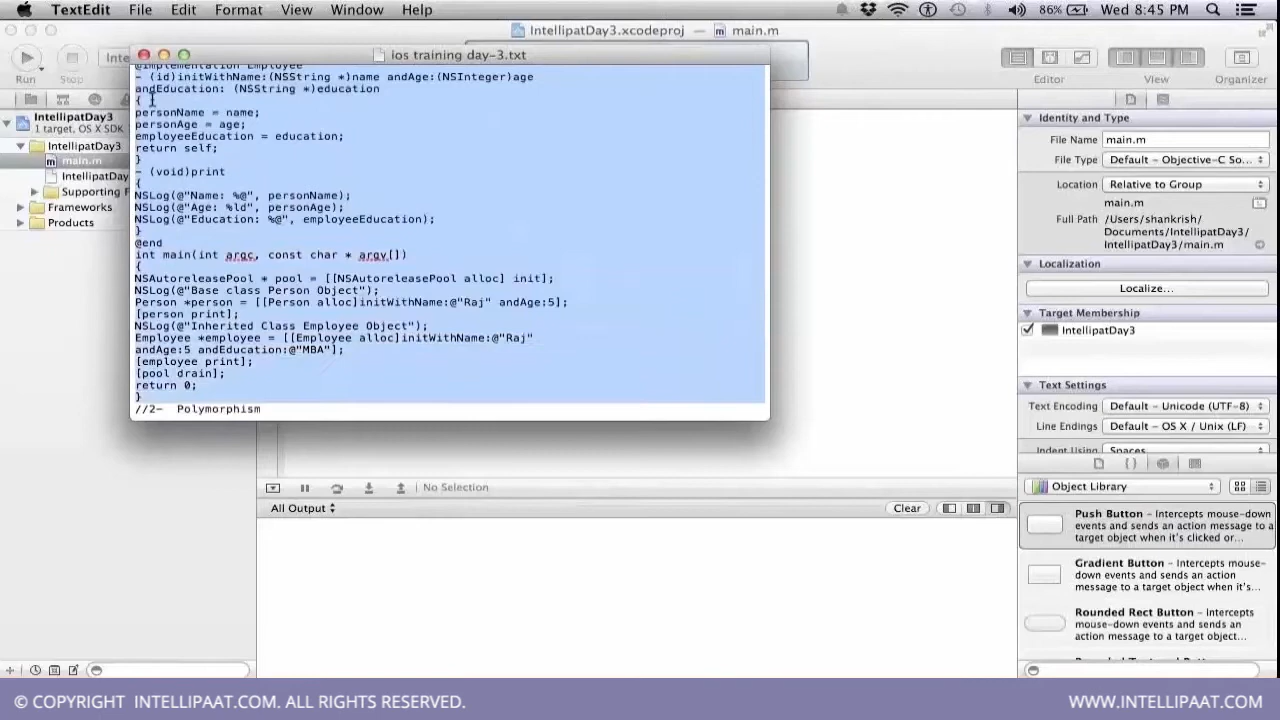 TextEdit File Edit Format View Window Help 86% Wed 8:45 PM
IntellipatDay3.xcodeproj — main.m
Run Stop Inte Editor View Organizer
ios training day-3.txt
@implementation Employee
- (id)initWithName:(NSString *)name andAge:(NSInteger)age
andEducation: (NSString *)education
{
personName = name;
personAge = age;
employeeEducation = education;
return self;
}
- (void)print
{
NSLog(@"Name: %@", personName);
NSLog(@"Age: %ld", personAge);
NSLog(@"Education: %@", employeeEducation);
}
@end
int main(int argc, const char * argv[])
{
NSAutoreleasePool * pool = [[NSAutoreleasePool alloc] init];
NSLog(@"Base class Person Object");
Person *person = [[Person alloc]initWithName:@"Raj" andAge:5];
[person print];
NSLog(@"Inherited Class Employee Object");
Employee *employee = [[Employee alloc]initWithName:@"Raj"
andAge:5 andEducation:@"MBA"];
[employee print];
[pool drain];
return 0;
}
//2- Polymorphism
IntellipatDay3
1 target, OS X SDK
IntellipatDay3
main.m
IntellipatDay
Supporting F
Frameworks
Products
No Selection
All Output
Clear
Identity and Type
File Name main.m
File Type Default - Objective-C So...
Location Relative to Group
main.m
Full Path /Users/shankrish/
Documents/IntellipatDay3/
IntellipatDay3/main.m
Localization
Localize...
Target Membership
IntellipatDay3
Text Settings
Text Encoding Default - Unicode (UTF-8)
Line Endings Default - OS X / Unix (LF)
Indent Using Spaces
Object Library
Push Button - Intercepts mouse-down
events and sends an action message to a
target object when it's clicked or...
Gradient Button - Intercepts mouse-
down events and sends an action
message to a target object when it's...
Rounded Rect Button - Intercepts
mouse-down events and sends an
action message to a target object...
© COPYRIGHT INTELLIPAAT.COM. ALL RIGHTS RESERVED.
WWW.INTELLIPAAT.COM